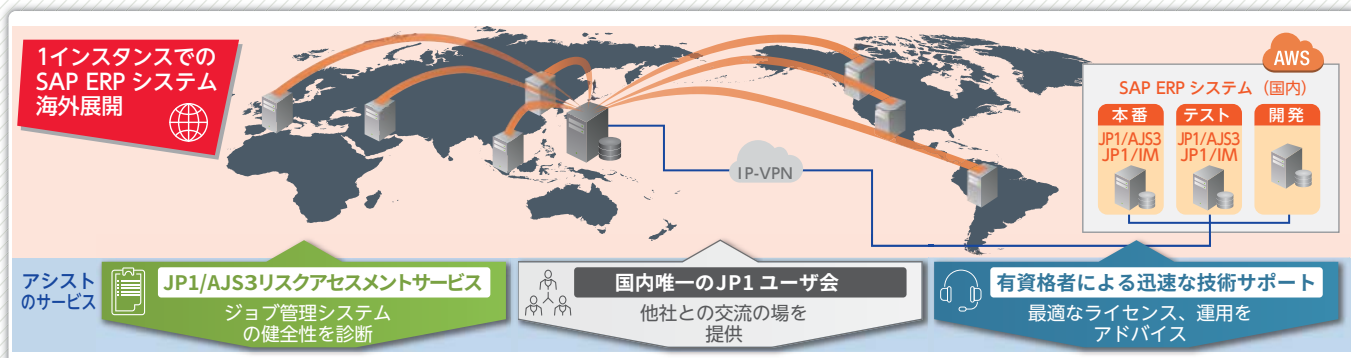 1インスタンスでの
SAP ERP システム
海外展開
IP-VPN
AWS
SAP ERP システム（国内）
本番
JP1/AJS3
JP1/IM
テスト
JP1/AJS3
JP1/IM
開発
アシスト
のサービス
JP1/AJS3リスクアセスメントサービス
ジョブ管理システム
の健全性を診断
国内唯一のJP1 ユーザ会
他社との交流の場を
提供
有資格者による迅速な技術サポート
最適なライセンス、運用を
アドバイス